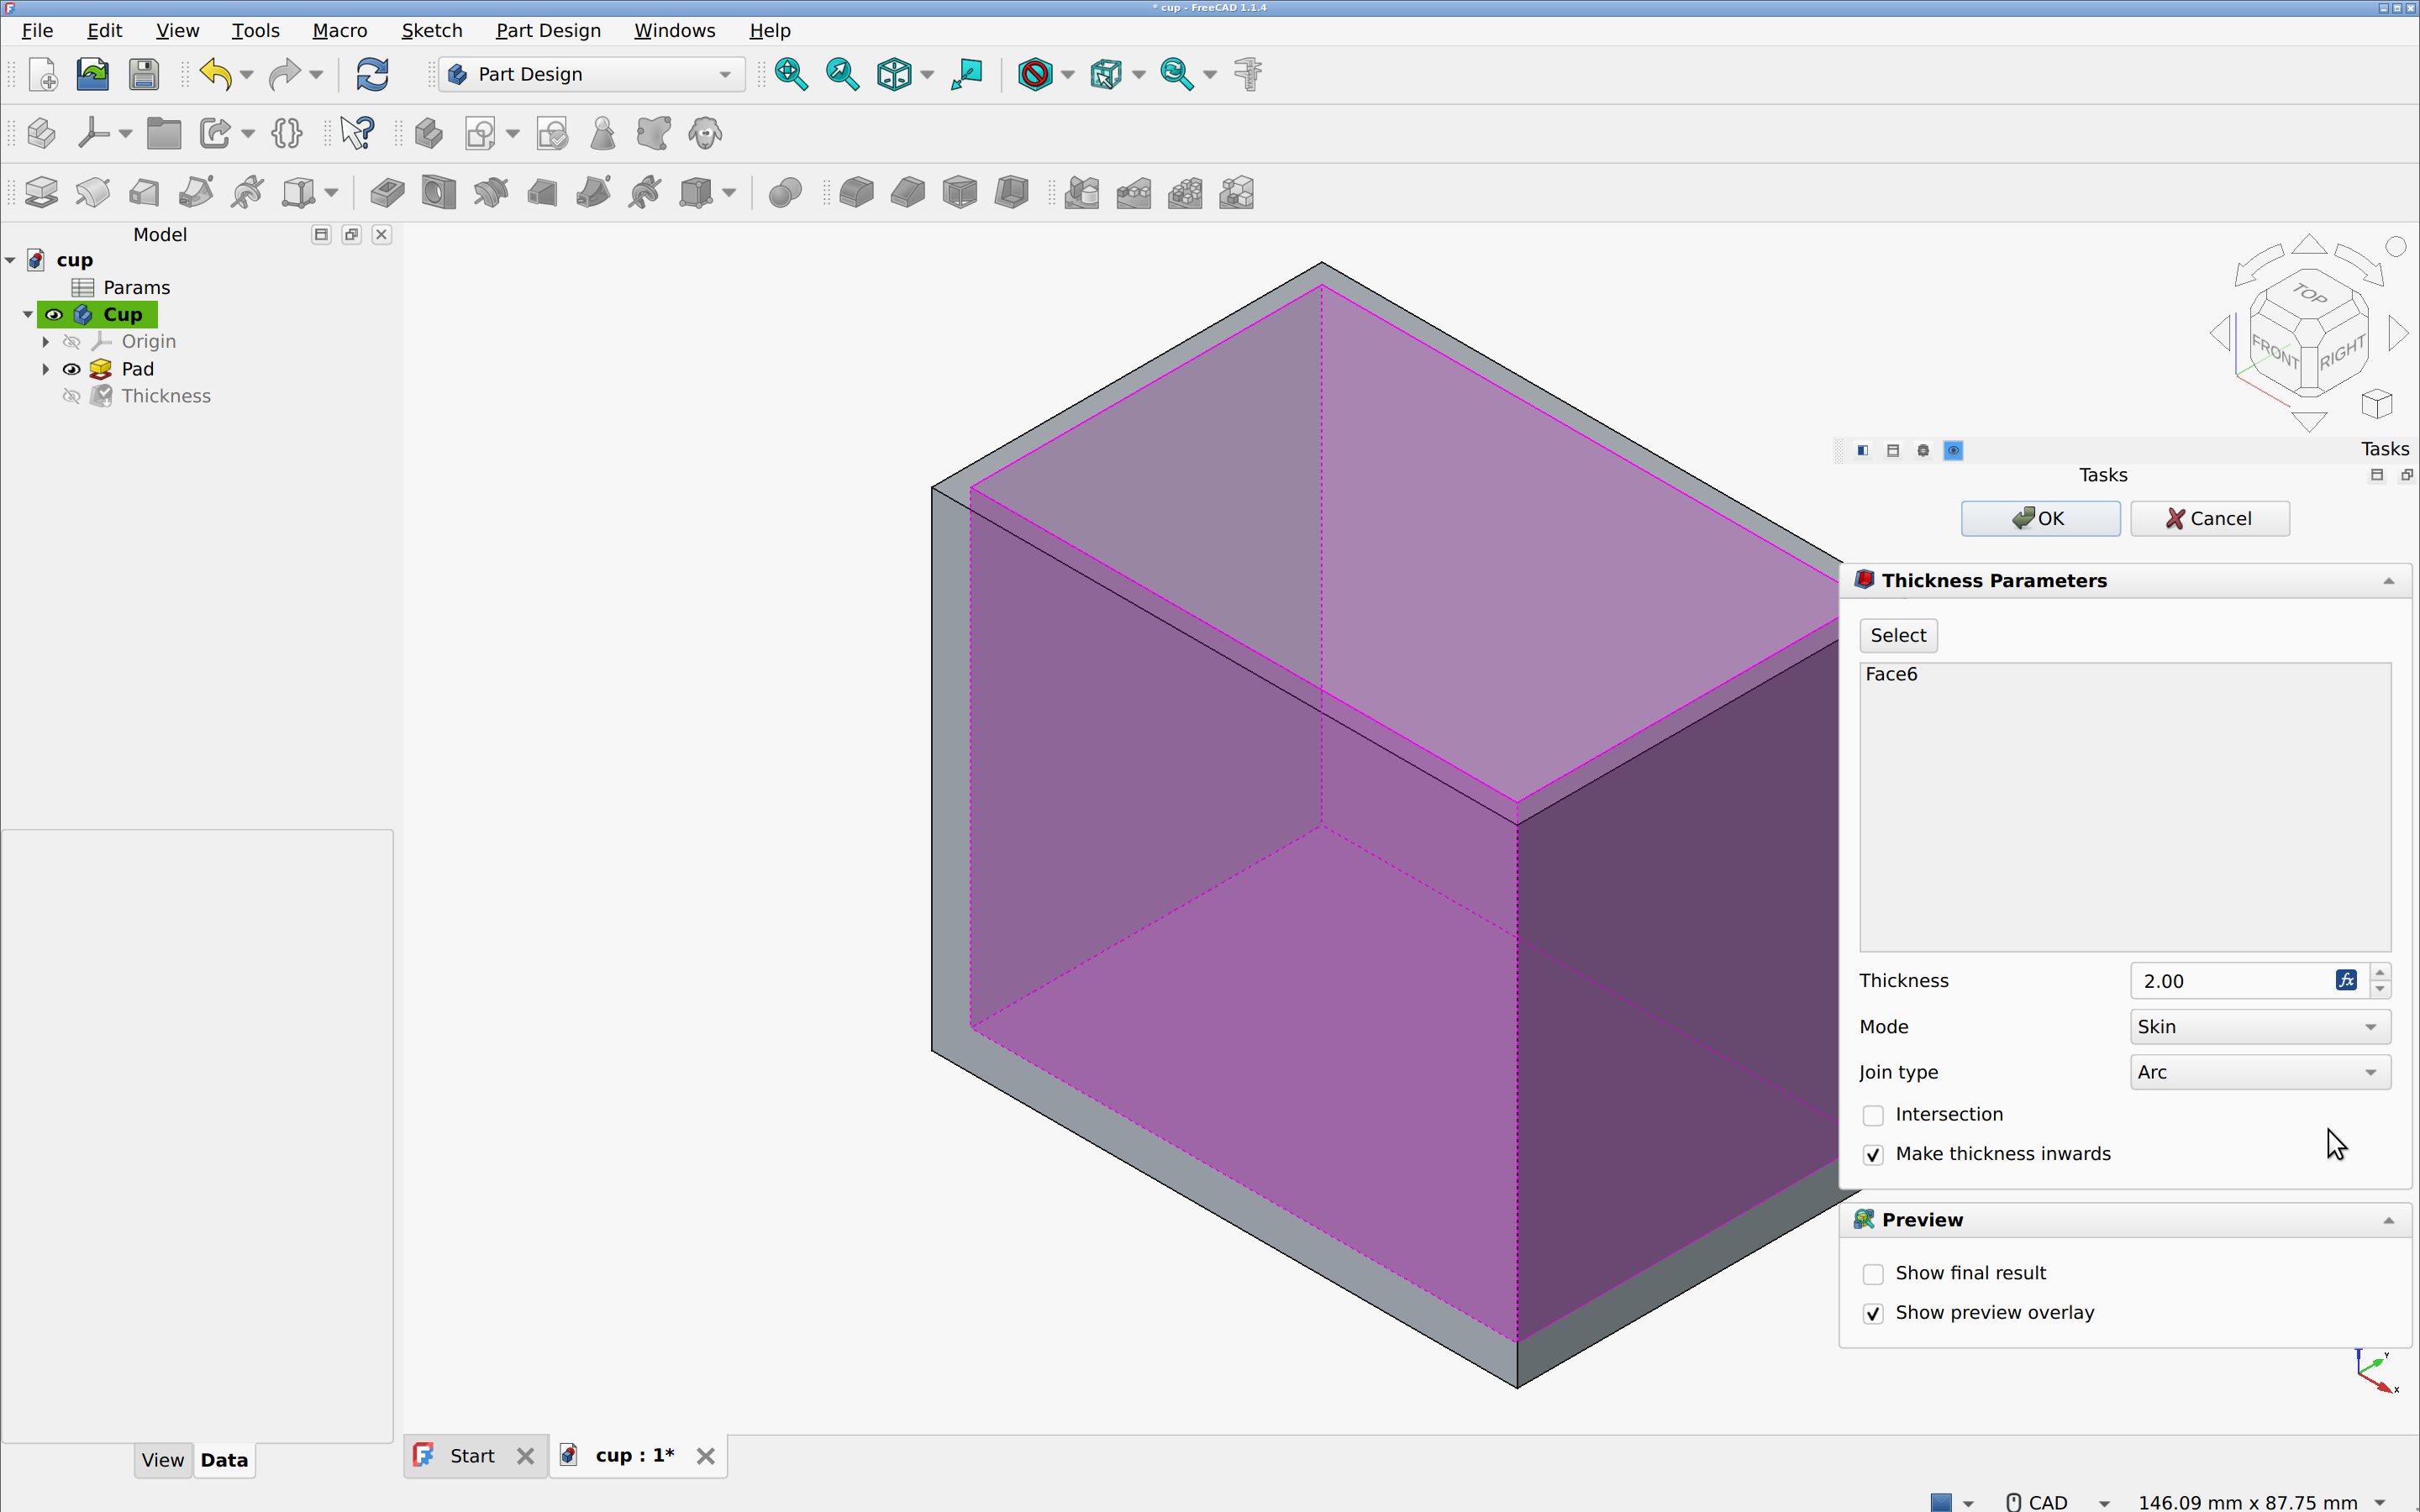 * cup - FreeCAD 1.1.4
File Edit View Tools Macro Sketch Part Design Windows Help
Part Design
Model
cup
Params
Cup
Origin
Pad
Thickness
TOP
FRONT
RIGHT
Tasks
Tasks
OK Cancel
Thickness Parameters
Select
Face6
Thickness 2.00
Mode Skin
Join type Arc
Intersection
Make thickness inwards
Preview
Show final result
Show preview overlay
Y
X
View Data
Start cup : 1*
CAD 146.09 mm x 87.75 mm